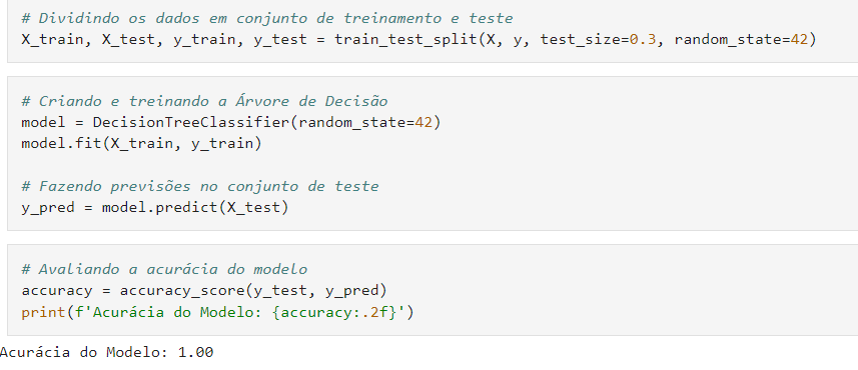 # Dividindo os dados em conjunto de treinamento e teste
X_train, X_test, y_train, y_test = train_test_split(X, y, test_size=0.3, random_state=42)
# Criando e treinando a Árvore de Decisão
model = DecisionTreeClassifier(random_state=42)
model.fit(X_train, y_train)
# Fazendo previsões no conjunto de teste
y_pred = model.predict(X_test)
# Avaliando a acurácia do modelo
accuracy = accuracy_score(y_test, y_pred)
print(f'Acurácia do Modelo: {accuracy:.2f}')
Acurácia do Modelo: 1.00